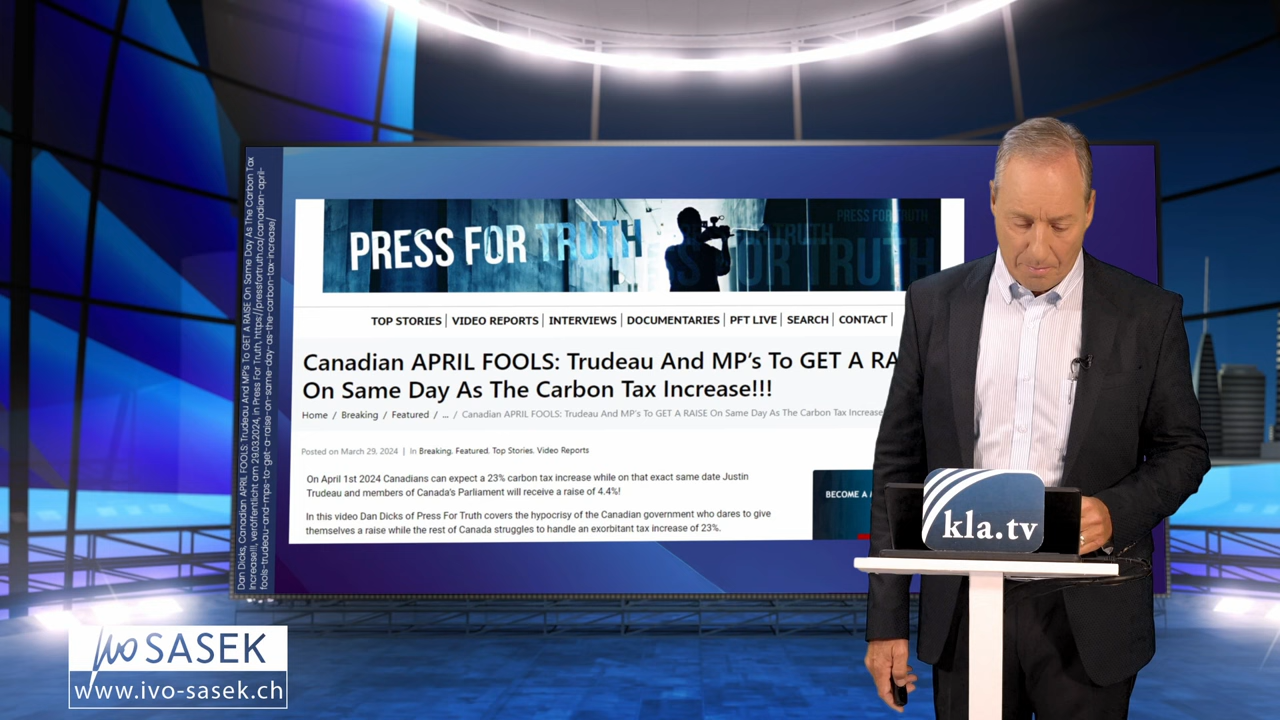 Dan Dicks, Canadian APRIL FOOLS: Trudeau And MP's To GET A RAISE On Same Day As The Carbon Tax
Increase!!!, veröffentlicht am 29.03.2024, in Press For Truth, https://pressfortruth.ca/canadian-april-
fools-trudeau-and-mps-to-get-a-raise-on-same-day-as-the-carbon-tax-increase/
PRESS FOR TRUTH
PRESS FOR TRUTH
TOP STORIES | VIDEO REPORTS | INTERVIEWS | DOCUMENTARIES | PFT LIVE | SEARCH | CONTACT |
Canadian APRIL FOOLS: Trudeau And MP's To GET A RA
On Same Day As The Carbon Tax Increase!!!
Home / Breaking / Featured / ... / Canadian APRIL FOOLS: Trudeau And MP's To GET A RAISE On Same Day As The Carbon Tax Increase
Posted on March 29, 2024 | In Breaking, Featured, Top Stories, Video Reports
On April 1st 2024 Canadians can expect a 23% carbon tax increase while on that exact same date Justin
Trudeau and members of Canada's Parliament will receive a raise of 4.4%!
BECOME A
In this video Dan Dicks of Press For Truth covers the hypocrisy of the Canadian government who dares to give
themselves a raise while the rest of Canada struggles to handle an exorbitant tax increase of 23%.
kla.tv
Ivo SASEK
www.ivo-sasek.ch